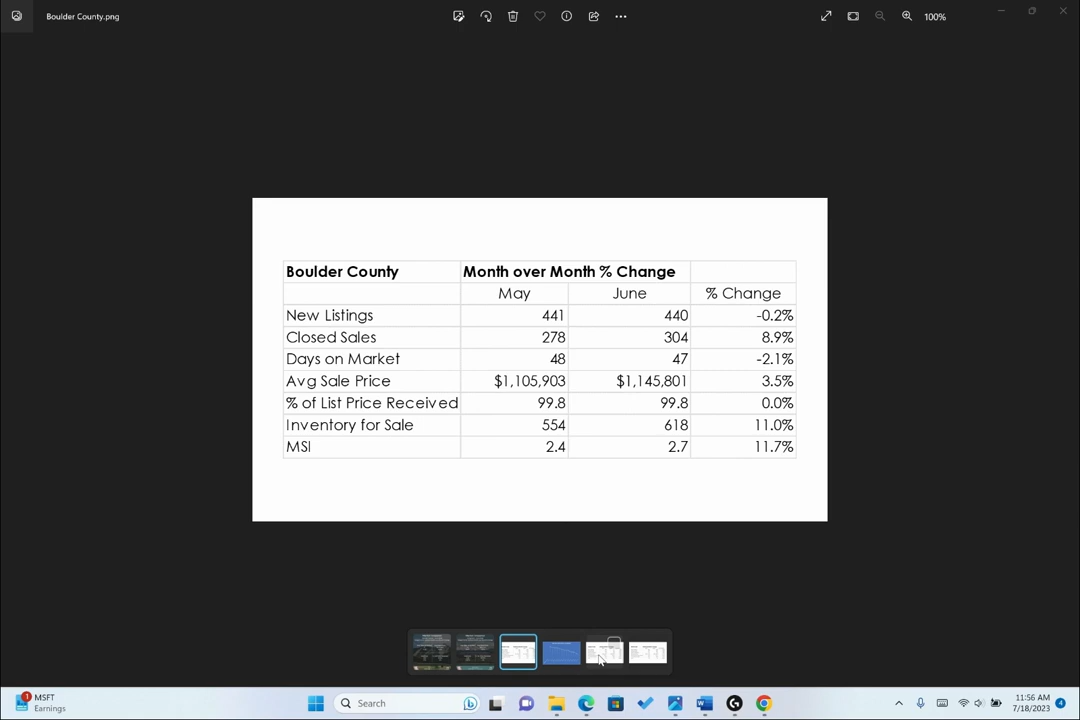 Boulder County.png
100%
Boulder County Month over Month % Change
May June % Change
New Listings 441 440 -0.2%
Closed Sales 278 304 8.9%
Days on Market 48 47 -2.1%
Avg Sale Price $1,105,903 $1,145,801 3.5%
% of List Price Received 99.8 99.8 0.0%
Inventory for Sale 554 618 11.0%
MSI 2.4 2.7 11.7%
1 MSFT
Earnings
Search
11:56 AM
7/18/2023 4